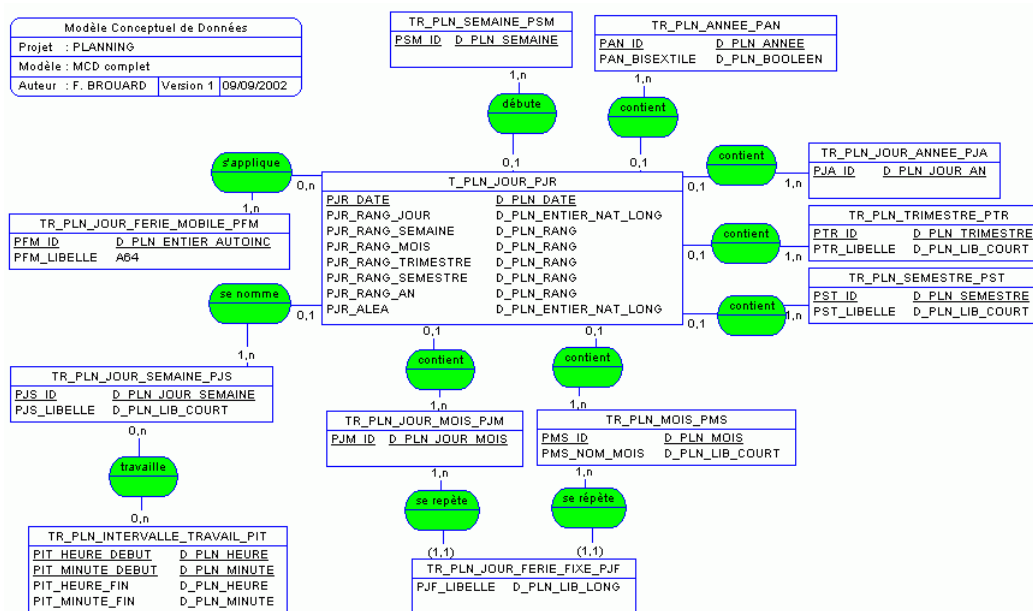 Modèle Conceptuel de Données
Projet : PLANNING
Modèle : MCD complet
Auteur : F. BROUARD Version 1 09/09/2002
TR_PLN_SEMAINE_PSM
PSM_ID D_PLN_SEMAINE
1,n
débute
0,1
TR_PLN_ANNEE_PAN
PAN_ID D_PLN_ANNEE
PAN_BISEXTILE D_PLN_BOOLEEN
1,n
contient
0,1
s'applique
0,n
1,n
contient
0,1
1,n
TR_PLN_JOUR_ANNEE_PJA
PJA_ID D_PLN_JOUR_AN
T_PLN_JOUR_PJR
PJR_DATE D_PLN_DATE
PJR_RANG_JOUR D_PLN_ENTIER_NAT_LONG
PJR_RANG_SEMAINE D_PLN_RANG
PJR_RANG_MOIS D_PLN_RANG
PJR_RANG_TRIMESTRE D_PLN_RANG
PJR_RANG_SEMESTRE D_PLN_RANG
PJR_RANG_AN D_PLN_RANG
PJR_ALEA D_PLN_ENTIER_NAT_LONG
TR_PLN_JOUR_FERIE_MOBILE_PFM
PFM_ID D_PLN_ENTIER_AUTOINC
PFM_LIBELLE A64
0,1
contient
1,n
TR_PLN_TRIMESTRE_PTR
PTR_ID D_PLN_TRIMESTRE
PTR_LIBELLE D_PLN_LIB_COURT
0,1
contient
1,n
TR_PLN_SEMESTRE_PST
PST_ID D_PLN_SEMESTRE
PST_LIBELLE D_PLN_LIB_COURT
se nomme
0,1
1,n
TR_PLN_JOUR_SEMAINE_PJS
PJS_ID D_PLN_JOUR_SEMAINE
PJS_LIBELLE D_PLN_LIB_COURT
0,n
travaille
0,n
TR_PLN_INTERVALLE_TRAVAIL_PIT
PIT_HEURE_DEBUT D_PLN_HEURE
PIT_MINUTE_DEBUT D_PLN_MINUTE
PIT_HEURE_FIN D_PLN_HEURE
PIT_MINUTE_FIN D_PLN_MINUTE
0,1
contient
1,n
TR_PLN_JOUR_MOIS_PJM
PJM_ID D_PLN_JOUR_MOIS
1,n
se repète
(1,1)
0,1
contient
1,n
TR_PLN_MOIS_PMS
PMS_ID D_PLN_MOIS
PMS_NOM_MOIS D_PLN_LIB_COURT
1,n
se répète
(1,1)
TR_PLN_JOUR_FERIE_FIXE_PJF
PJF_LIBELLE D_PLN_LIB_LONG